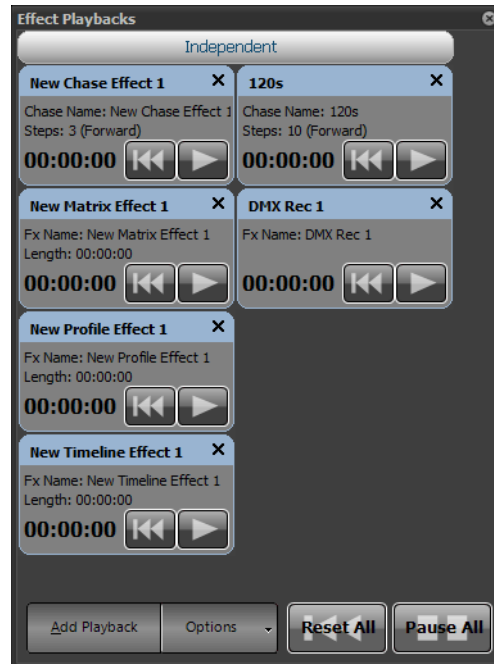 Effect Playbacks
Independent
New Chase Effect 1
Chase Name: New Chase Effect 1
Steps: 3 (Forward)
00:00:00
120s
Chase Name: 120s
Steps: 10 (Forward)
00:00:00
New Matrix Effect 1
Fx Name: New Matrix Effect 1
Length: 00:00:00
00:00:00
DMX Rec 1
Fx Name: DMX Rec 1
00:00:00
New Profile Effect 1
Fx Name: New Profile Effect 1
Length: 00:00:00
00:00:00
New Timeline Effect 1
Fx Name: New Timeline Effect 1
Length: 00:00:00
00:00:00
Add Playback
Options
Reset All
Pause All